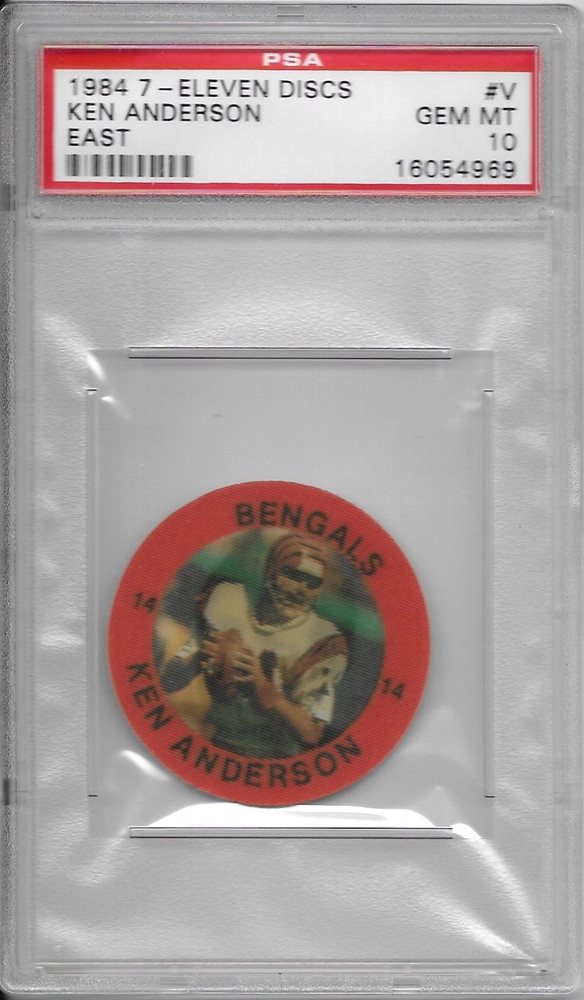 PSA
1984 7-ELEVEN DISCS #V
KEN ANDERSON GEM MT
EAST 10
16054969
BENGALS
14
14
KEN ANDERSON